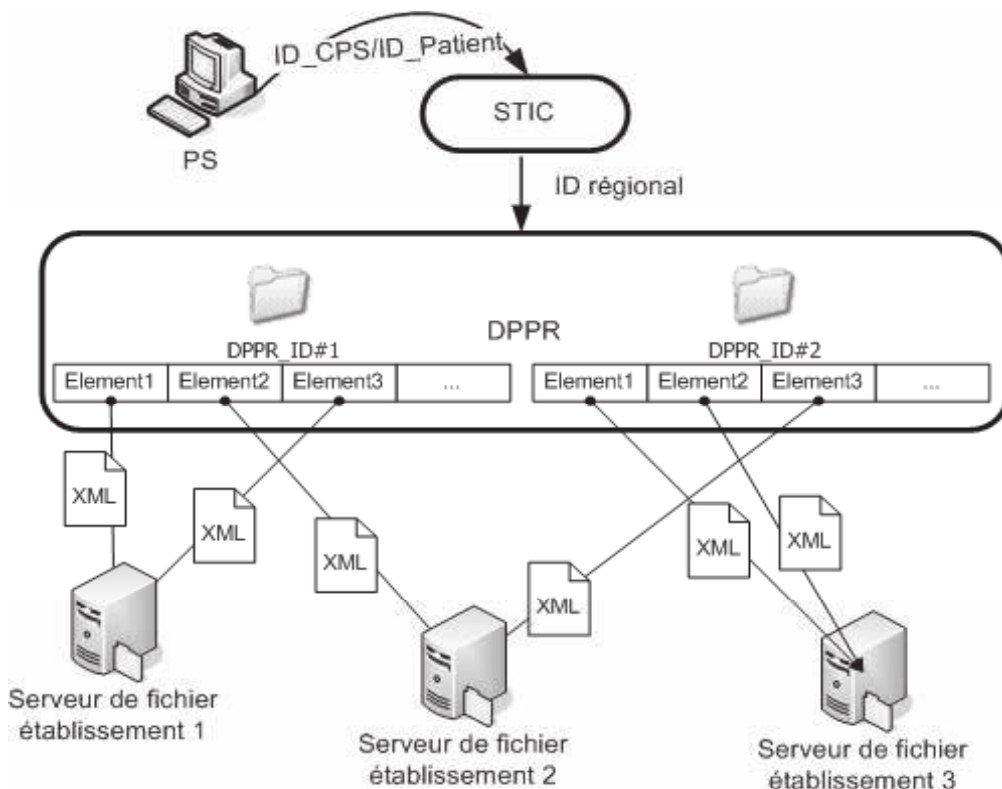 ID_CPS/ID_Patient
STIC
PS
ID régional
DPPR
DPPR_ID#1
DPPR_ID#2
Element1 Element2 Element3 ...
Element1 Element2 Element3 ...
XML
XML
XML
XML
XML
XML
Serveur de fichier
établissement 1
Serveur de fichier
établissement 2
Serveur de fichier
établissement 3